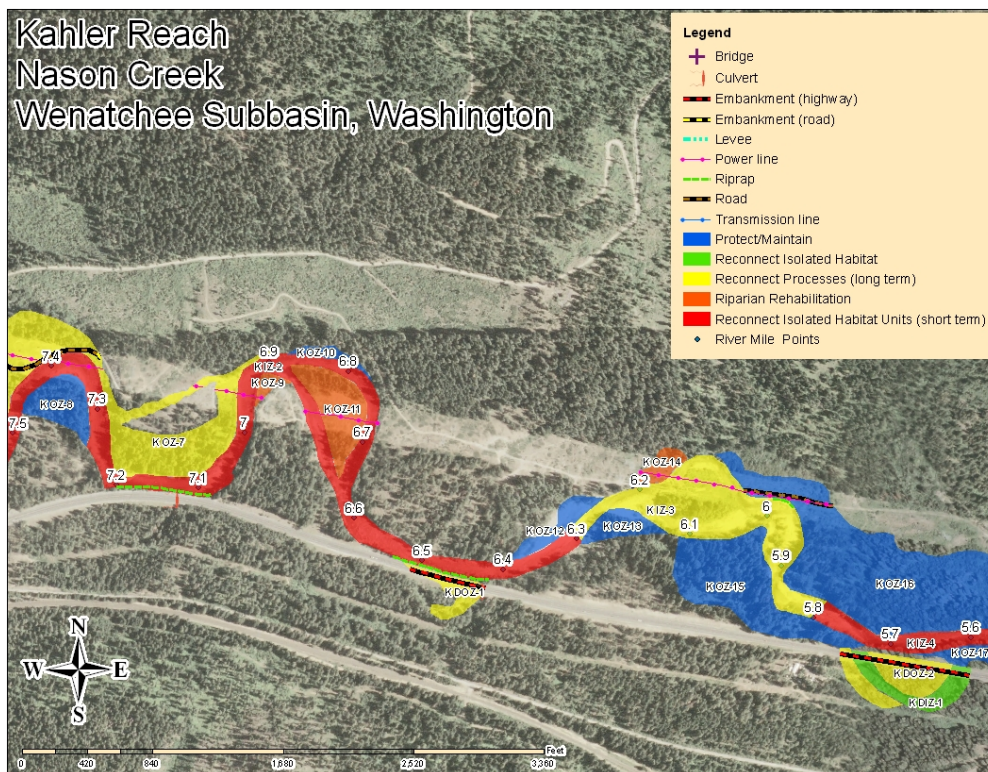 Kahler Reach
Nason Creek
Wenatchee Subbasin, Washington
Legend
Bridge
Culvert
Embankment (highway)
Embankment (road)
Levee
Power line
Riprap
Road
Transmission line
Protect/Maintain
Reconnect Isolated Habitat
Reconnect Processes (long term)
Riparian Rehabilitation
Reconnect Isolated Habitat Units (short term)
River Mile Points
7.4
6.9
KOZ-10
6.8
KIZ-2
KOZ-9
KOZ-8
7.3
KOZ-11
7.5
7
6.7
KOZ-7
7.2
7.1
KOZ-14
6.2
6
6.6
KIZ-3
KOZ-12
6.3
KOZ-13
6.1
6.5
6.4
5.9
KDOZ-1
KOZ-15
KOZ-16
5.8
5.7
5.6
KIZ-4
KOZ-17
KDOZ-2
KDIZ-1
N
W
E
S
Feet
0
420
840
1,680
2,520
3,360